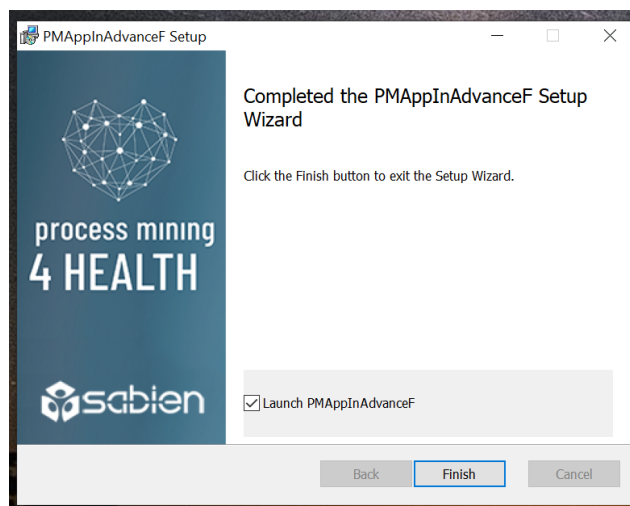 PMAppInAdvanceF Setup
Completed the PMAppInAdvanceF Setup
Wizard
Click the Finish button to exit the Setup Wizard.
process mining
4 HEALTH
sabien
Launch PMAppInAdvanceF
Back
Finish
Cancel